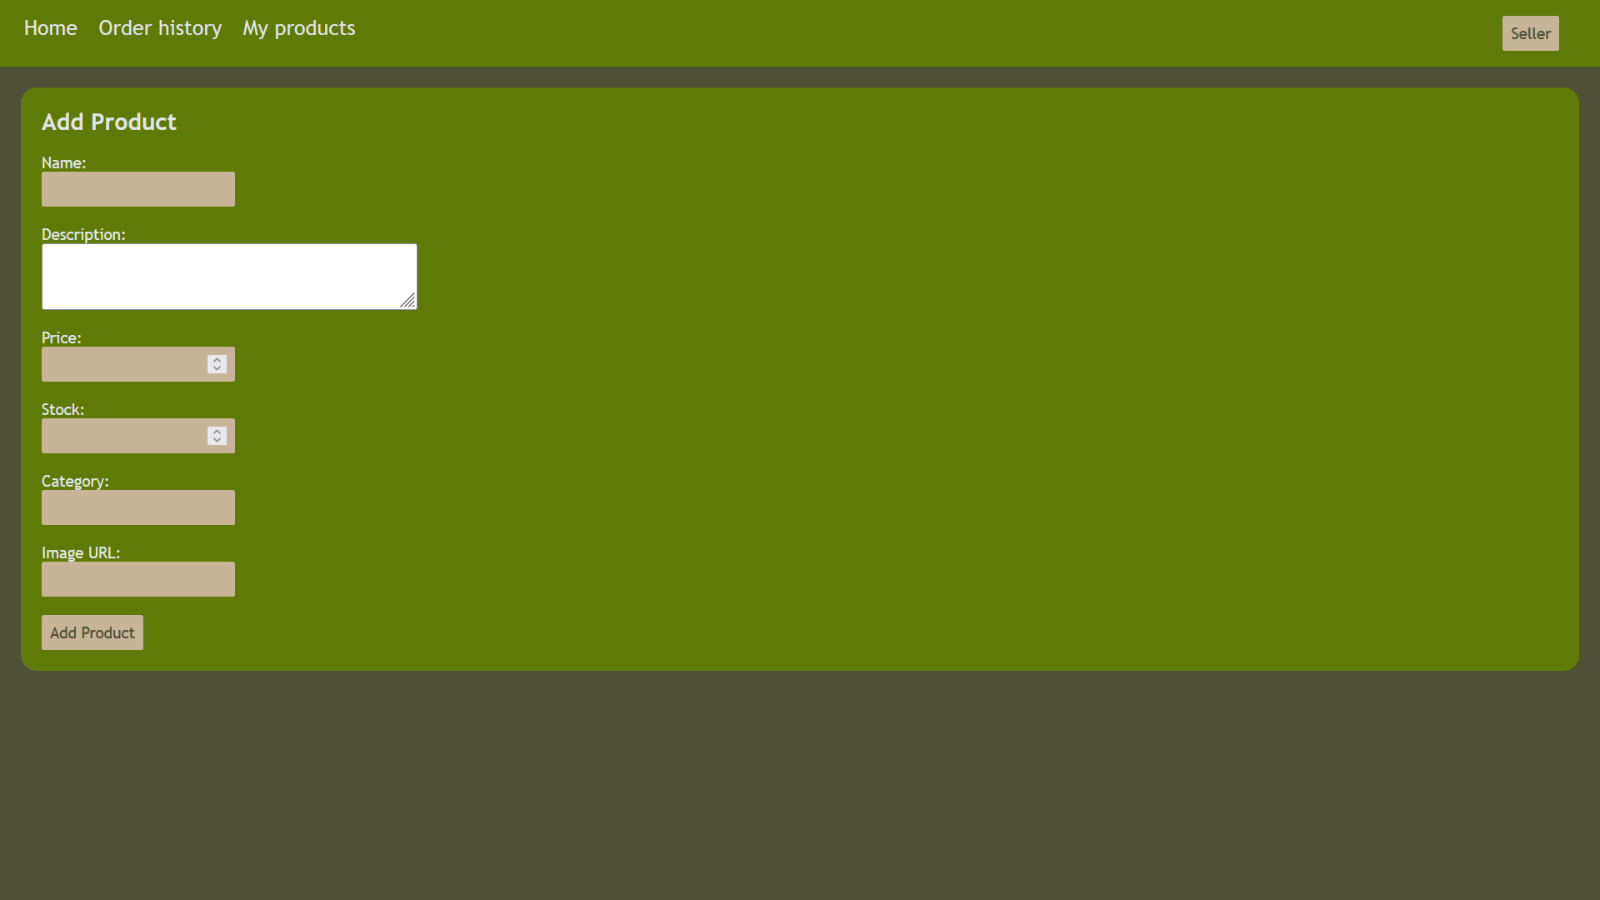 Home Order history My products Seller
Add Product
Name:
Description:
Price:
Stock:
Category:
Image URL:
Add Product